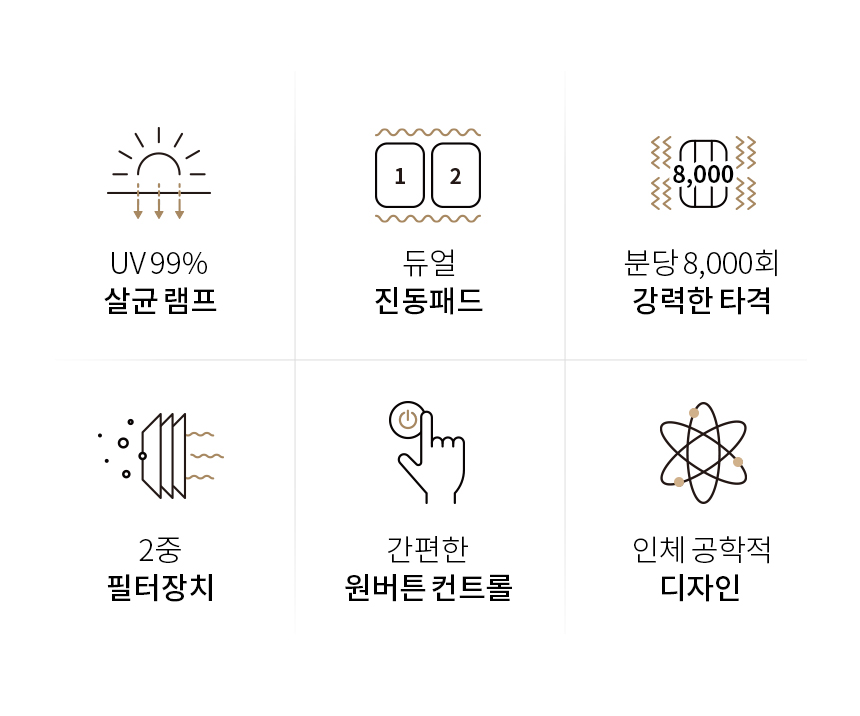 UV 99%
살균 램프
1 2
듀얼
진동패드
8,000
분당 8,000회
강력한 타격
2중
필터장치
간편한
원버튼 컨트롤
인체 공학적
디자인